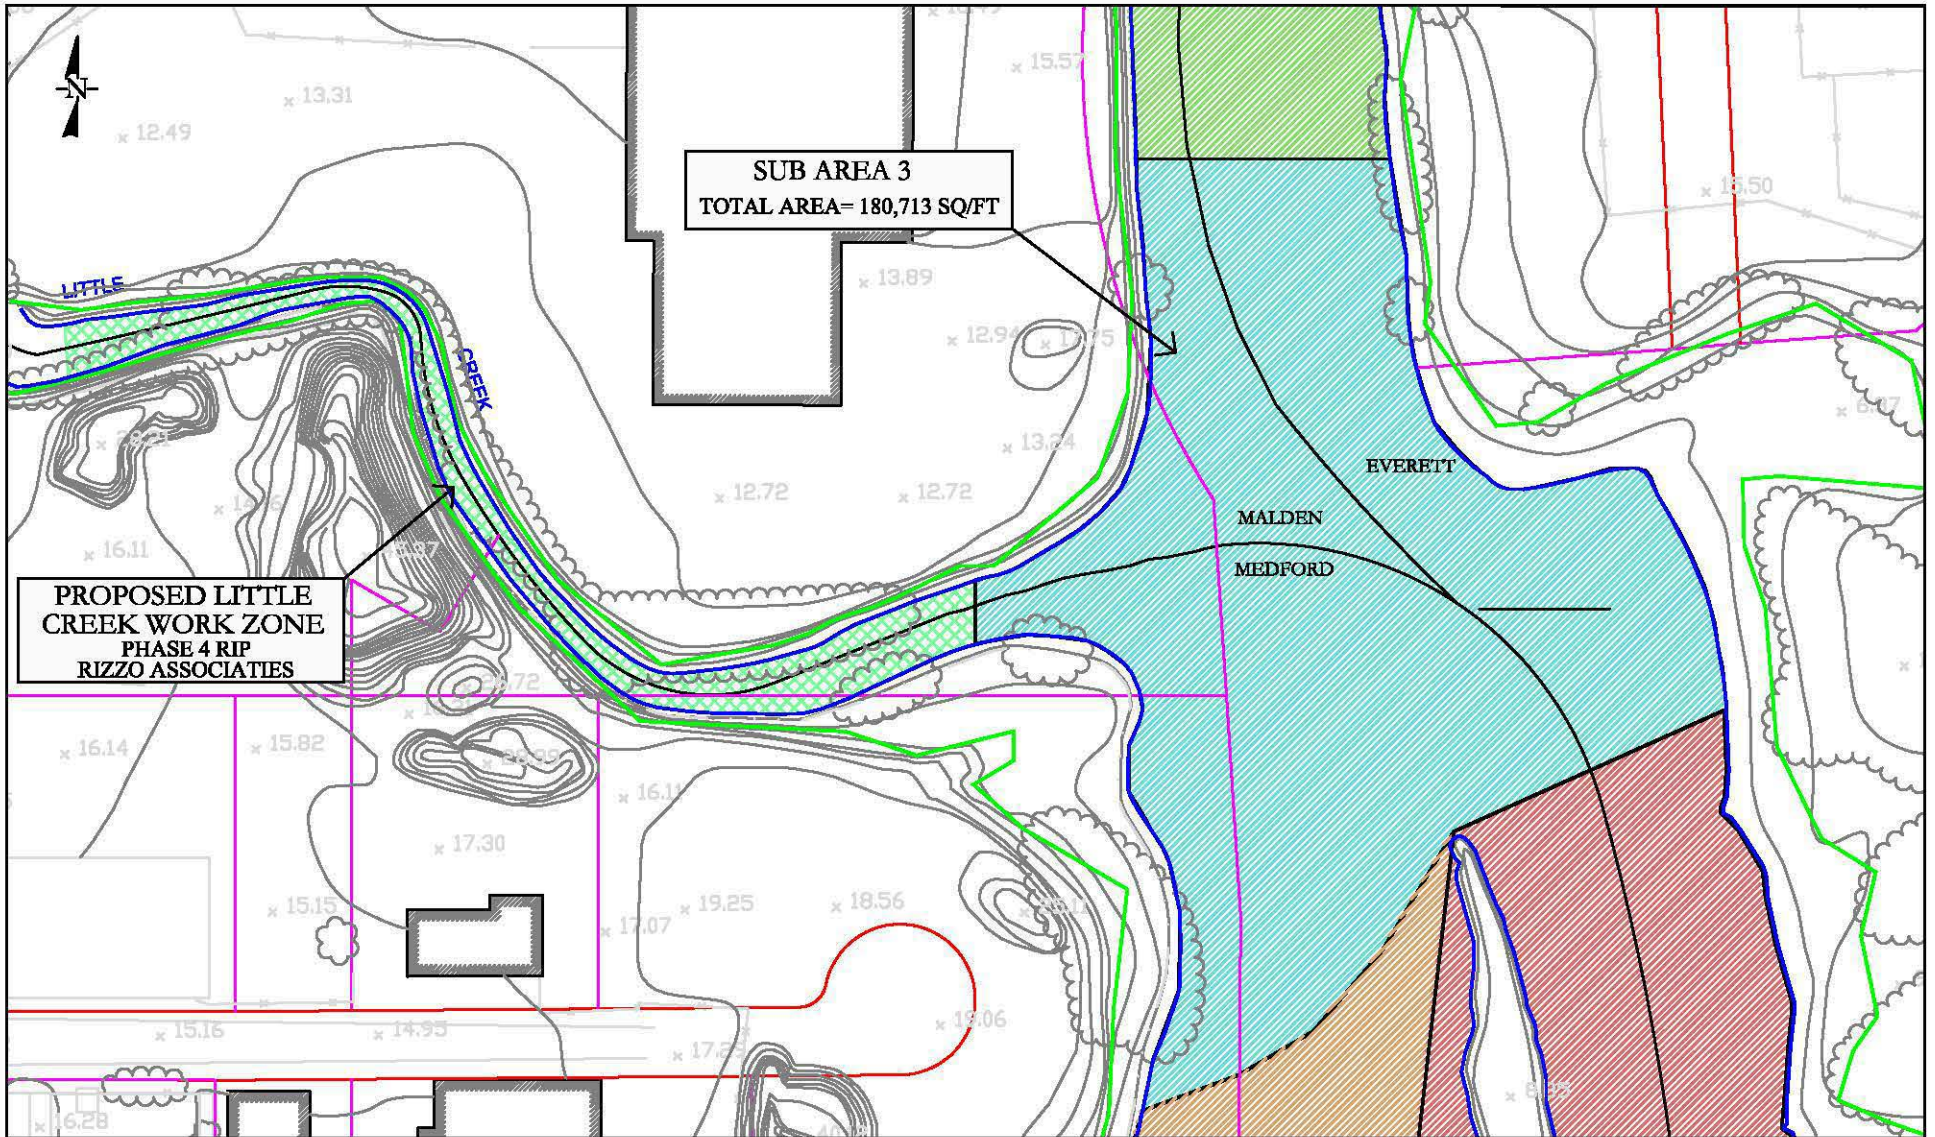 N
15.57
13.31
12.49
SUB AREA 3
TOTAL AREA= 180,713 SQ/FT
15.50
13.89
LITTLE
12.94
CREEK
13.24
EVERETT
12.72
12.72
MALDEN
16.11
MEDFORD
PROPOSED LITTLE
CREEK WORK ZONE
PHASE 4 RIP
RIZZO ASSOCIATIES
16.14
15.82
16.11
17.30
15.15
19.25
18.56
17.07
15.16
14.95
19.06
16.28